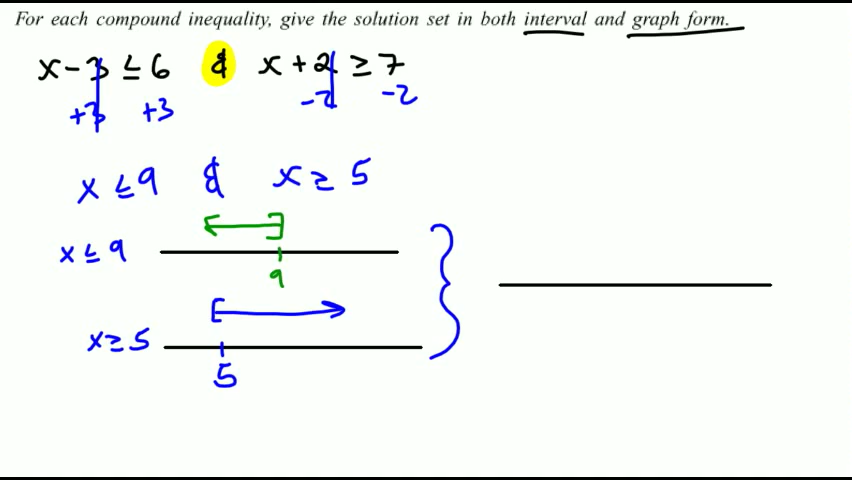 For each compound inequality, give the solution set in both interval and graph form.
x - 3 ≤ 6 & x + 2 ≥ 7
+3 +3 -2 -2
x ≤ 9 & x ≥ 5
x ≤ 9
9
x ≥ 5
5